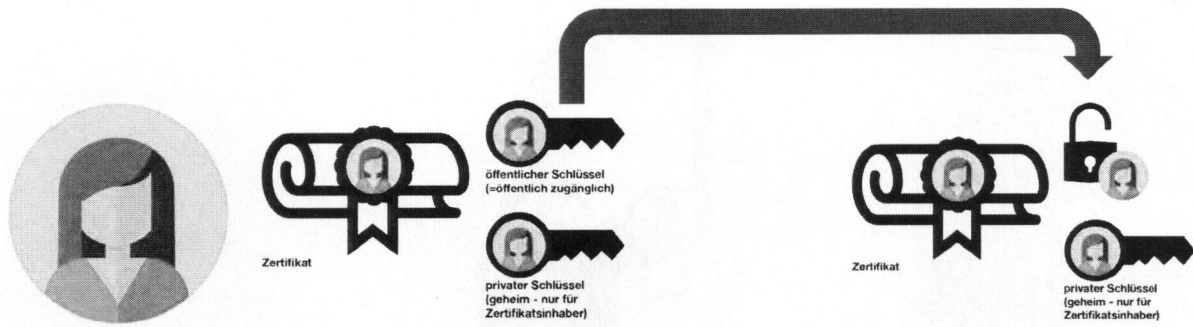 öffentlicher Schlüssel
(=öffentlich zugänglich)
Zertifikat
privater Schlüssel
(geheim - nur für
Zertifikatsinhaber)
Zertifikat
privater Schlüssel
(geheim - nur für
Zertifikatsinhaber)